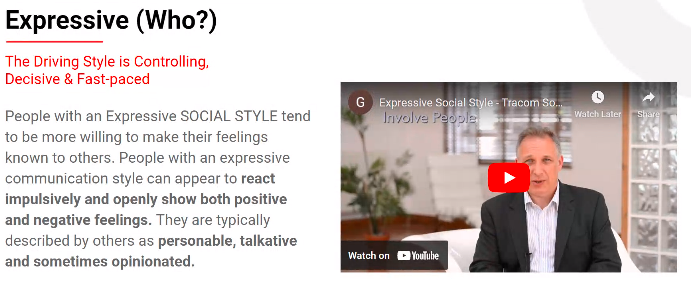 Expressive (Who?)
The Driving Style is Controlling,
Decisive & Fast-paced
People with an Expressive SOCIAL STYLE tend
to be more willing to make their feelings
known to others. People with an expressive
communication style can appear to react
impulsively and openly show both positive
and negative feelings. They are typically
described by others as personable, talkative
and sometimes opinionated.
G
Expressive Social Style - Tracom So...
Watch Later
Share
Involve People
Watch on YouTube